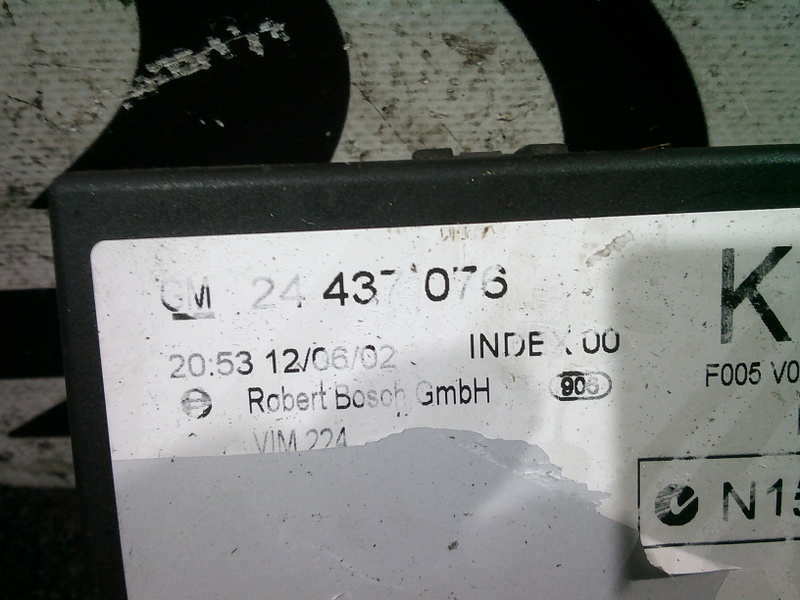 GM 24 437 076
K
20:53 12/06/02 INDEX 00
F005 V0
Robert Bosch GmbH
VIM 224
N15